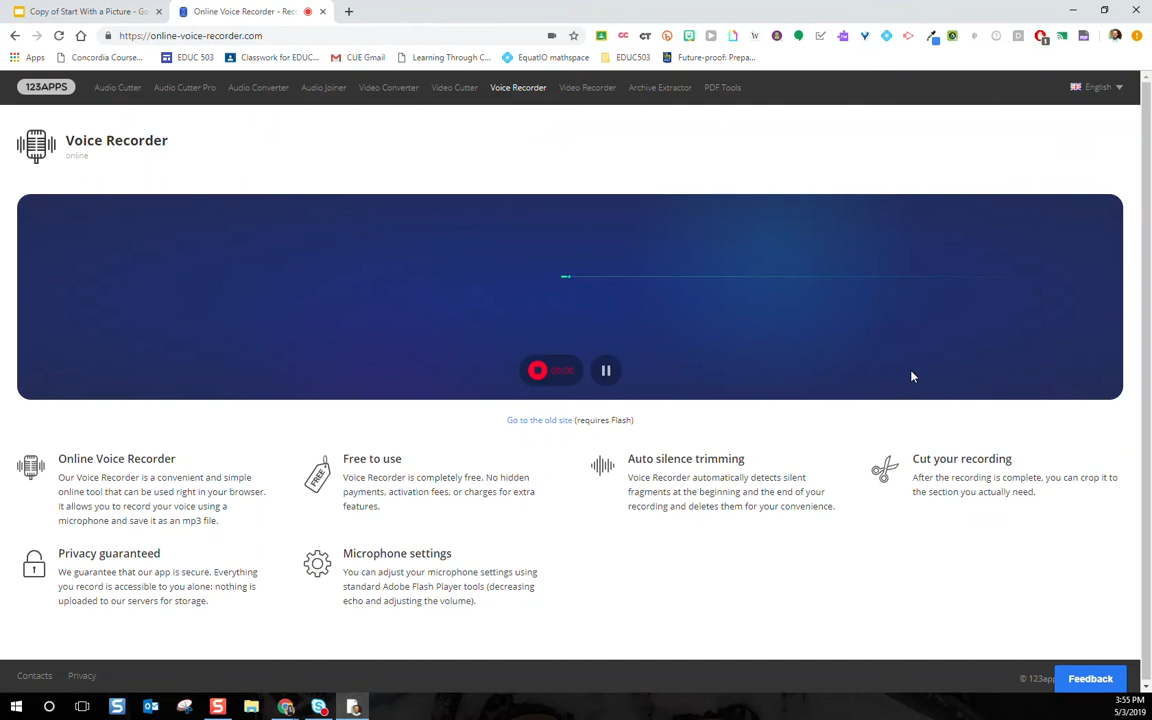 Copy of Start With a Picture - Go
Online Voice Recorder - Rec
https://online-voice-recorder.com
Apps
Concordia Course...
EDUC 503
Classwork for EDUC...
CUE Gmail
Learning Through C...
EquatIO mathspace
EDUC503
Future-proof: Prepa...
123APPS
Audio Cutter
Audio Cutter Pro
Audio Converter
Audio Joiner
Video Converter
Video Cutter
Voice Recorder
Video Recorder
Archive Extractor
PDF Tools
English
Voice Recorder
online
00:00
Go to the old site (requires Flash)
Online Voice Recorder
Our Voice Recorder is a convenient and simple
online tool that can be used right in your browser.
It allows you to record your voice using a
microphone and save it as an mp3 file.
FREE
Free to use
Voice Recorder is completely free. No hidden
payments, activation fees, or charges for extra
features.
Auto silence trimming
Voice Recorder automatically detects silent
fragments at the beginning and the end of your
recording and deletes them for your convenience.
Cut your recording
After the recording is complete, you can crop it to
the section you actually need.
Privacy guaranteed
We guarantee that our app is secure. Everything
you record is accessible to you alone: nothing is
uploaded to our servers for storage.
Microphone settings
You can adjust your microphone settings using
standard Adobe Flash Player tools (decreasing
echo and adjusting the volume).
Contacts
Privacy
© 123app
Feedback
3:55 PM
5/3/2019